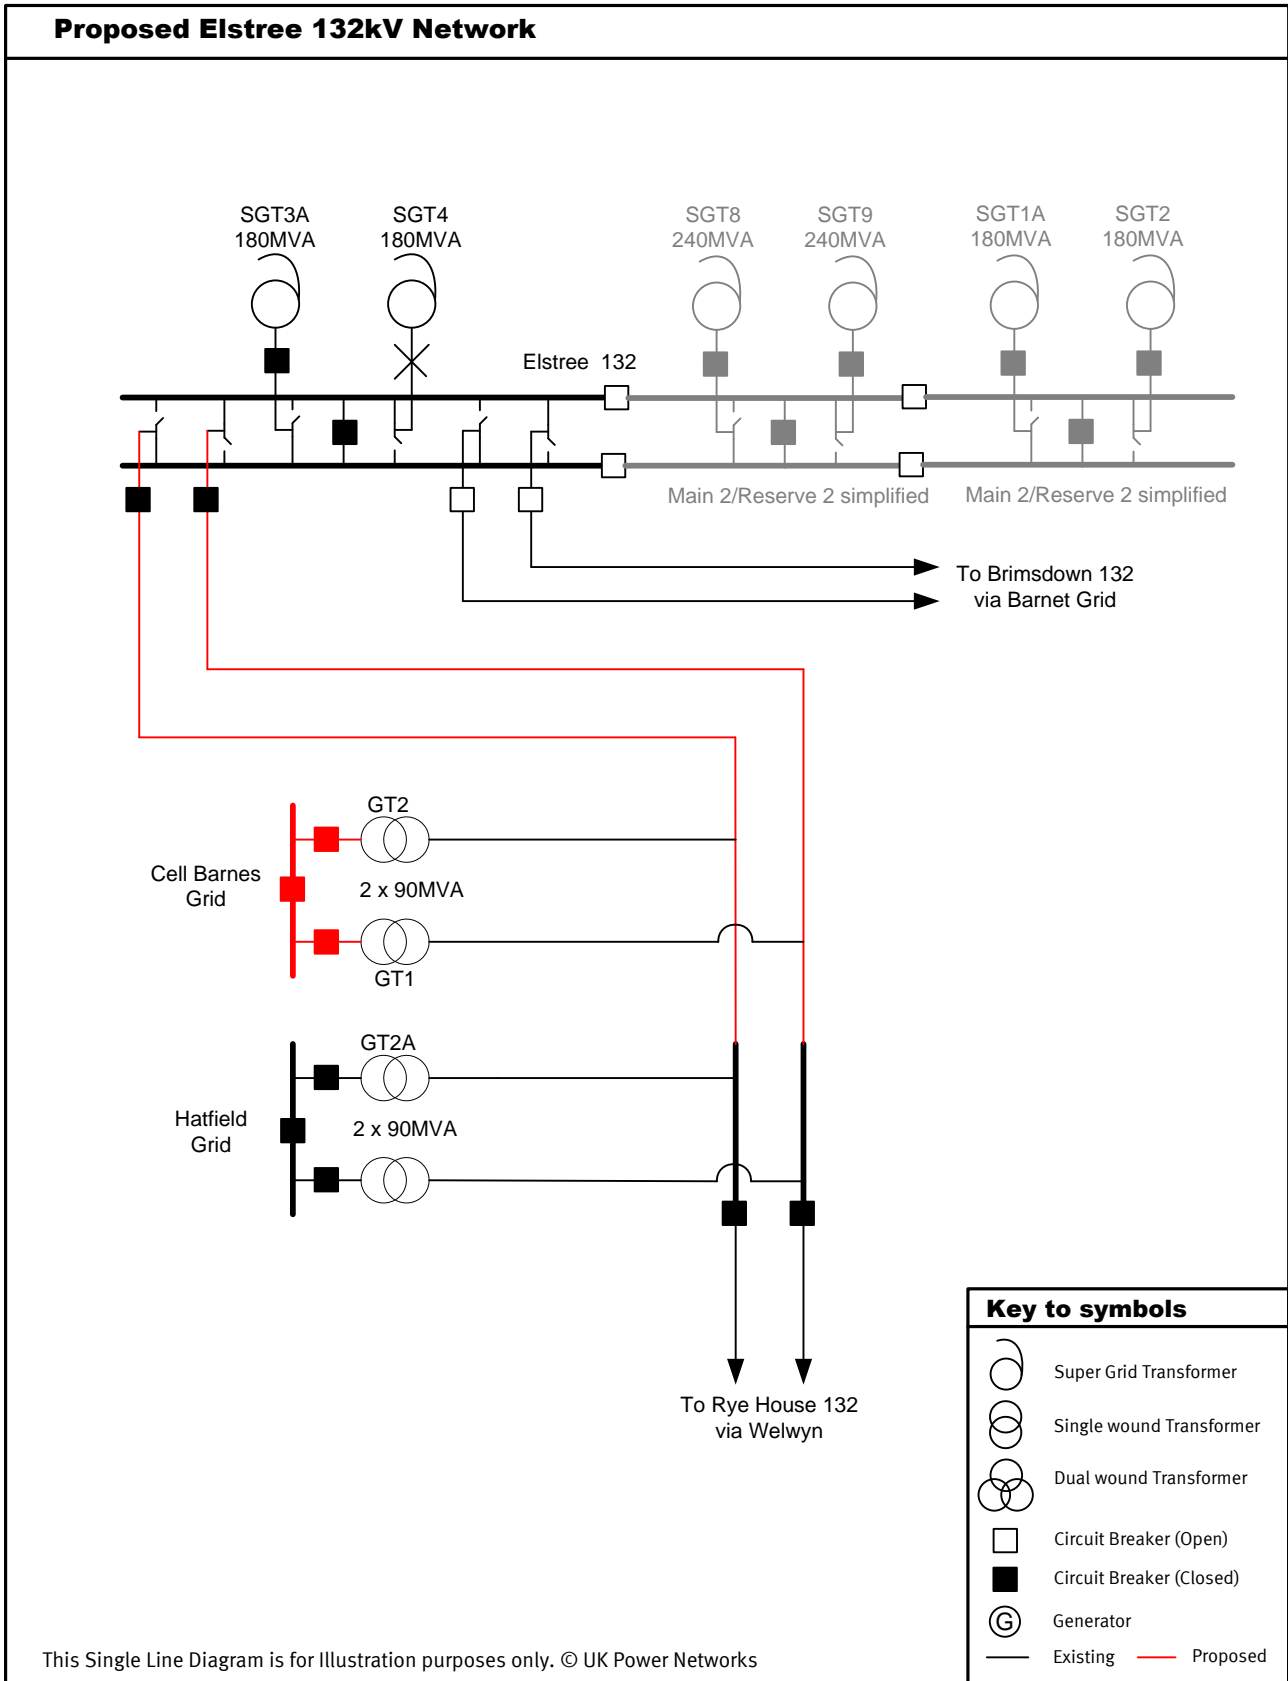 Proposed Elstree 132kV Network
SGT3A
180MVA
SGT4
180MVA
SGT8
240MVA
SGT9
240MVA
SGT1A
180MVA
SGT2
180MVA
Elstree 132
Main 2/Reserve 2 simplified
Main 2/Reserve 2 simplified
To Brimsdown 132
via Barnet Grid
GT2
Cell Barnes
Grid
2 x 90MVA
GT1
GT2A
Hatfield
Grid
2 x 90MVA
To Rye House 132
via Welwyn
Key to symbols
Super Grid Transformer
Single wound Transformer
Dual wound Transformer
Circuit Breaker (Open)
Circuit Breaker (Closed)
G Generator
Existing Proposed
This Single Line Diagram is for Illustration purposes only. © UK Power Networks